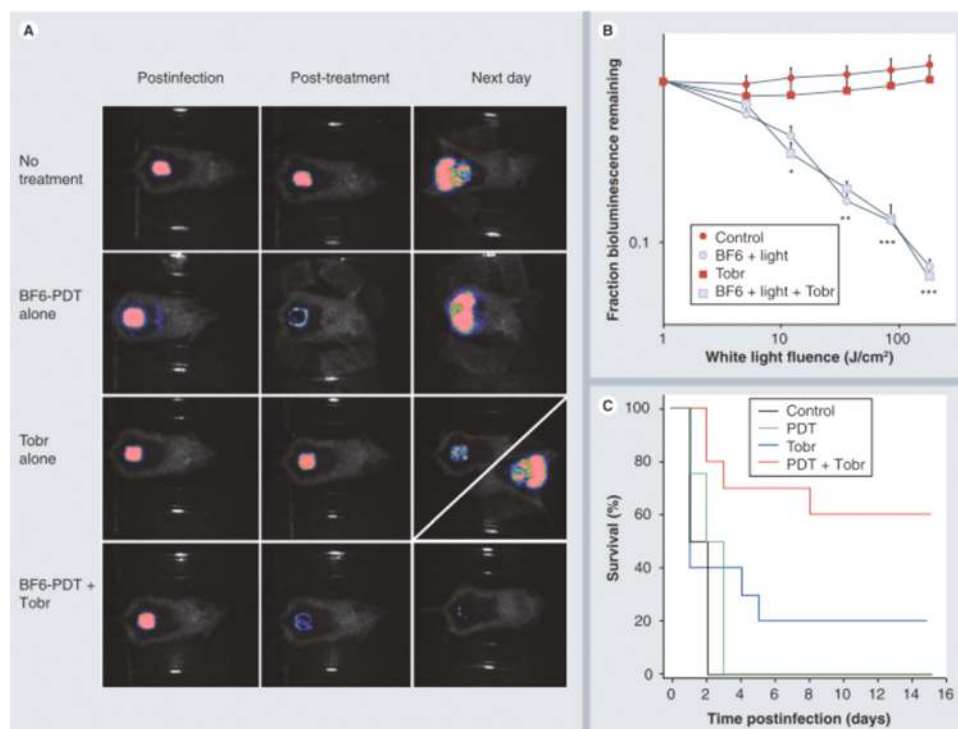 A
Postinfection Post-treatment Next day
No
treatment
BF6-PDT
alone
Tobr
alone
BF6-PDT +
Tobr
B
Fraction bioluminescence remaining
0.1
*
**
***
***
Control
BF6 + light
Tobr
BF6 + light + Tobr
1 10 100
White light fluence (J/cm²)
C
Survival (%)
100
80
60
40
20
0
Control
PDT
Tobr
PDT + Tobr
0 2 4 6 8 10 12 14 16
Time postinfection (days)